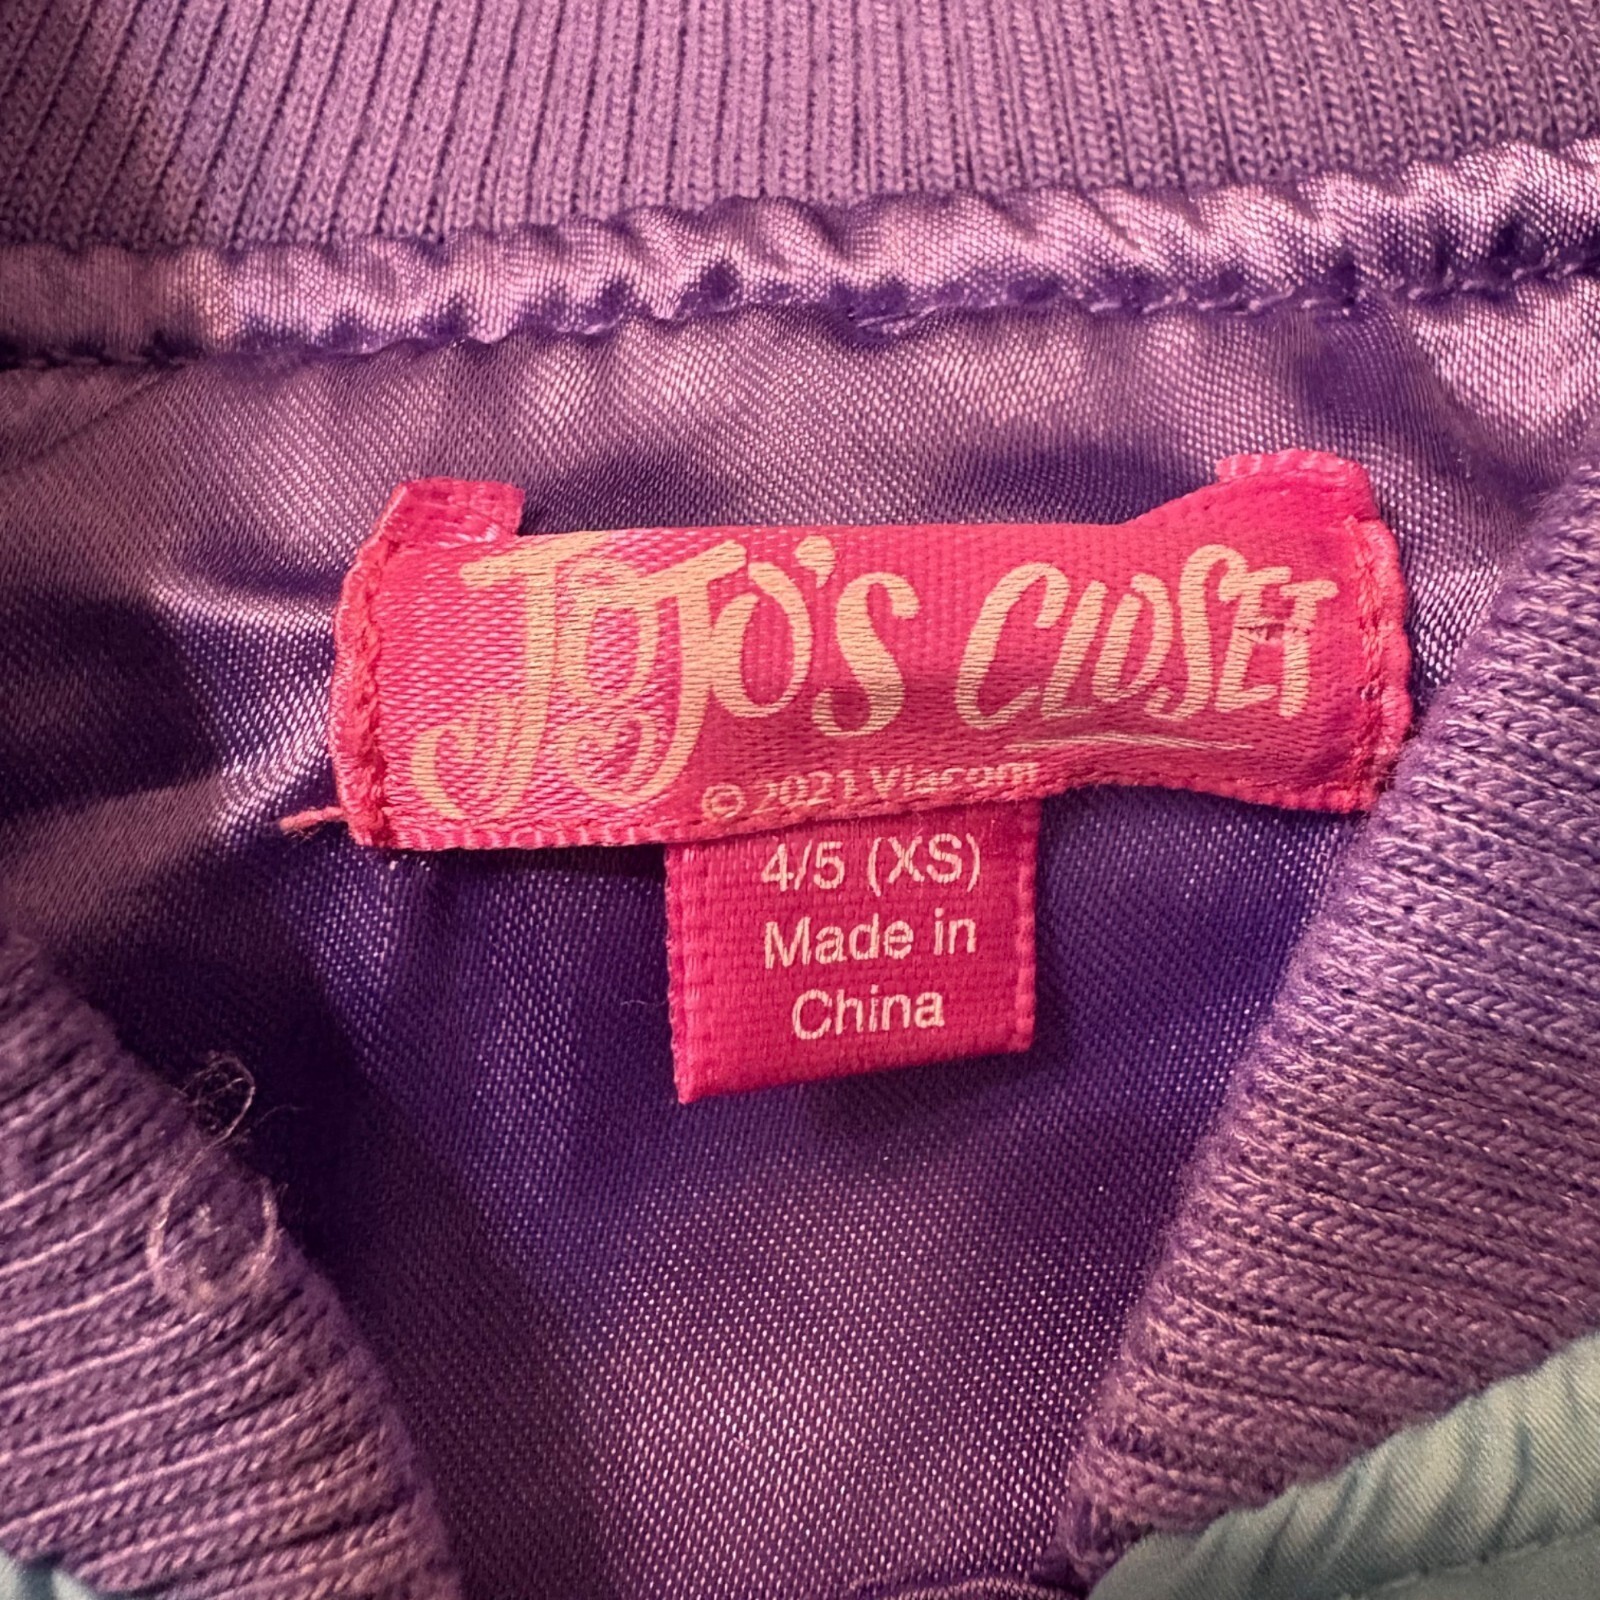 JoJo's Closet
© 2021 Viacom
4/5 (XS)
Made in
China